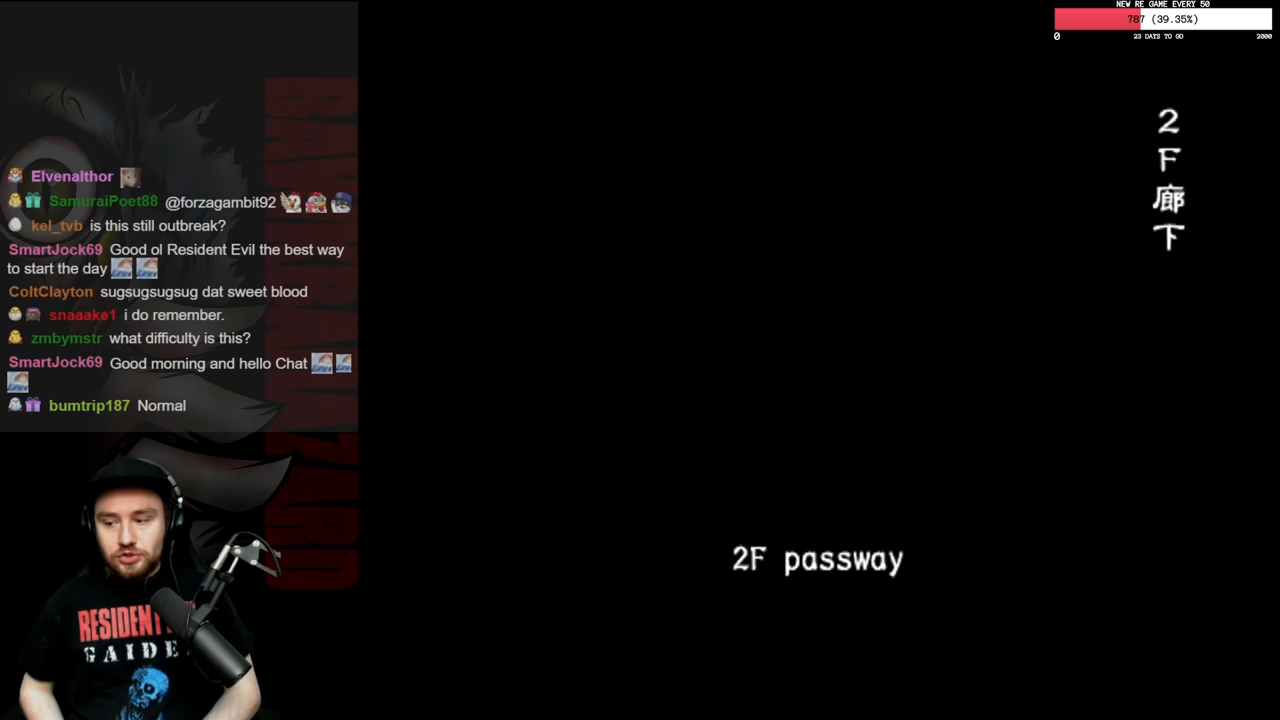 NEW RE GAME EVERY 50
787 (39.35%)
0
23 DAYS TO GO
2000
2F廊下
Elvenalthor
SamuraiPoet88 @forzagambit92
kel_tvb is this still outbreak?
SmartJock69 Good ol Resident Evil the best way
to start the day
ColtClayton sugsugsugsug dat sweet blood
snaaake1 i do remember.
zmbymstr what difficulty is this?
SmartJock69 Good morning and hello Chat
bumtrip187 Normal
2F passway
RESIDENT
GAIDE